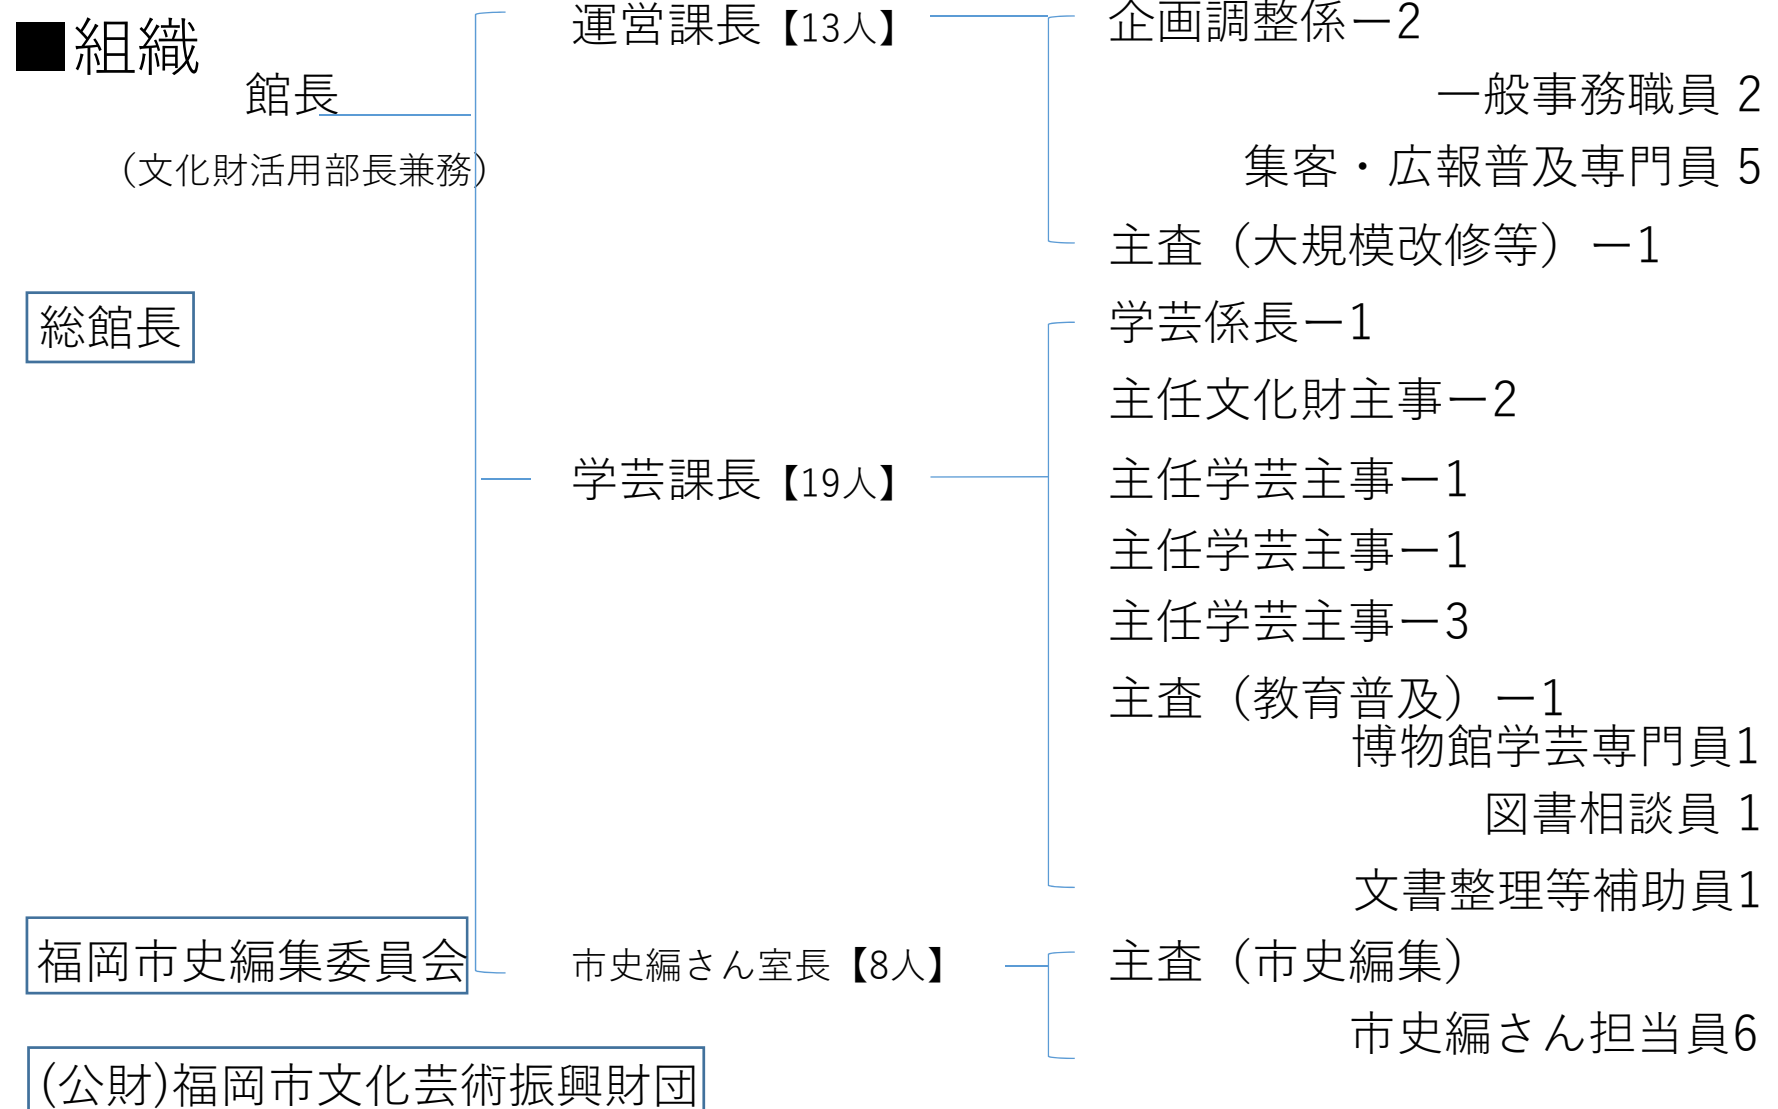 ■組織
館長
（文化財活用部長兼務）
総館長
福岡市史編集委員会
(公財)福岡市文化芸術振興財団
運営課長【13人】
企画調整係ー2
一般事務職員 2
集客・広報普及専門員 5
主査（大規模改修等）ー1
学芸課長【19人】
学芸係長ー1
主任文化財主事ー2
主任学芸主事ー1
主任学芸主事ー1
主任学芸主事ー3
主査（教育普及）ー1
博物館学芸専門員1
図書相談員 1
文書整理等補助員1
市史編さん室長【8人】
主査（市史編集）
市史編さん担当員6